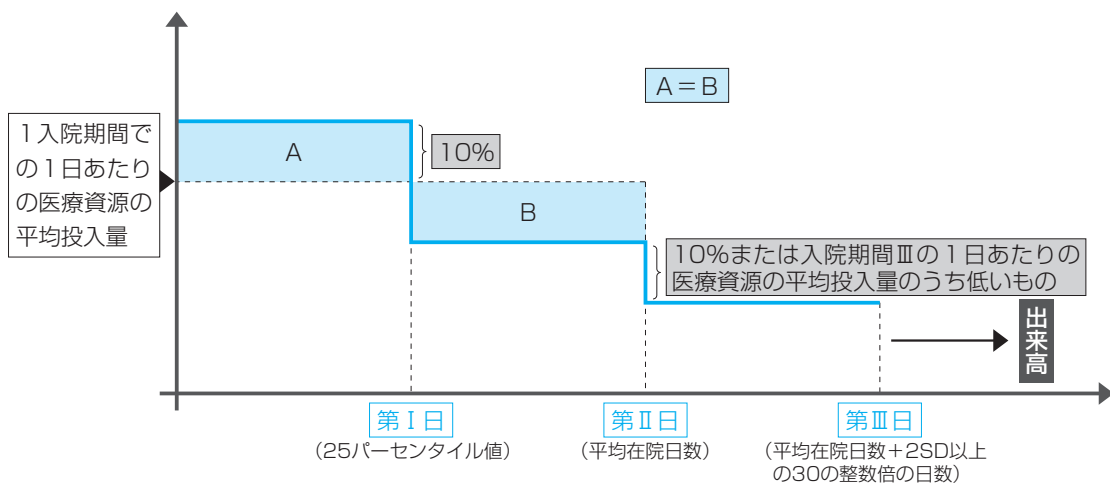 A=B
1入院期間で
の1日あたり
の医療資源の
平均投入量
A
10%
B
10%または入院期間Ⅲの1日あたりの
医療資源の平均投入量のうち低いもの
出来高
第Ⅰ日
(25パーセンタイル値)
第Ⅱ日
(平均在院日数)
第Ⅲ日
(平均在院日数+2SD以上
の30の整数倍の日数)